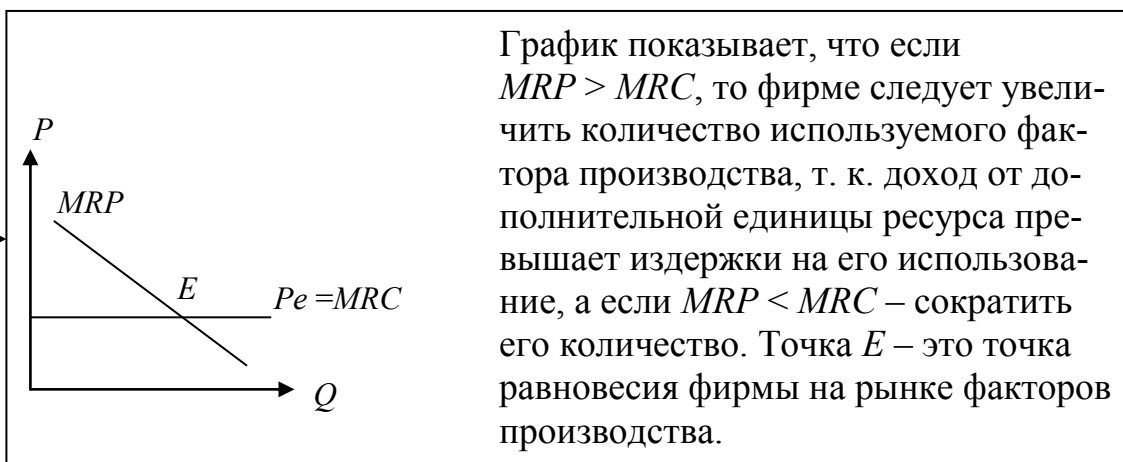 График показывает, что если
MRP > MRC, то фирме следует увели-
чить количество используемого фак-
тора производства, т. к. доход от до-
полнительной единицы ресурса пре-
вышает издержки на его использова-
ние, а если MRP < MRC – сократить
его количество. Точка E – это точка
равновесия фирмы на рынке факторов
производства.
P
MRP
E
Pe =MRC
Q